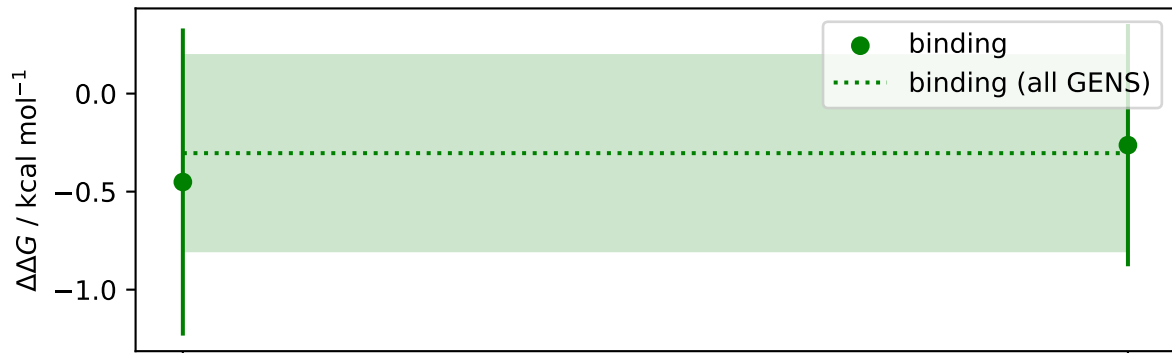 binding
binding (all GENS)
0.0
−0.5
−1.0
ΔΔG / kcal mol⁻¹